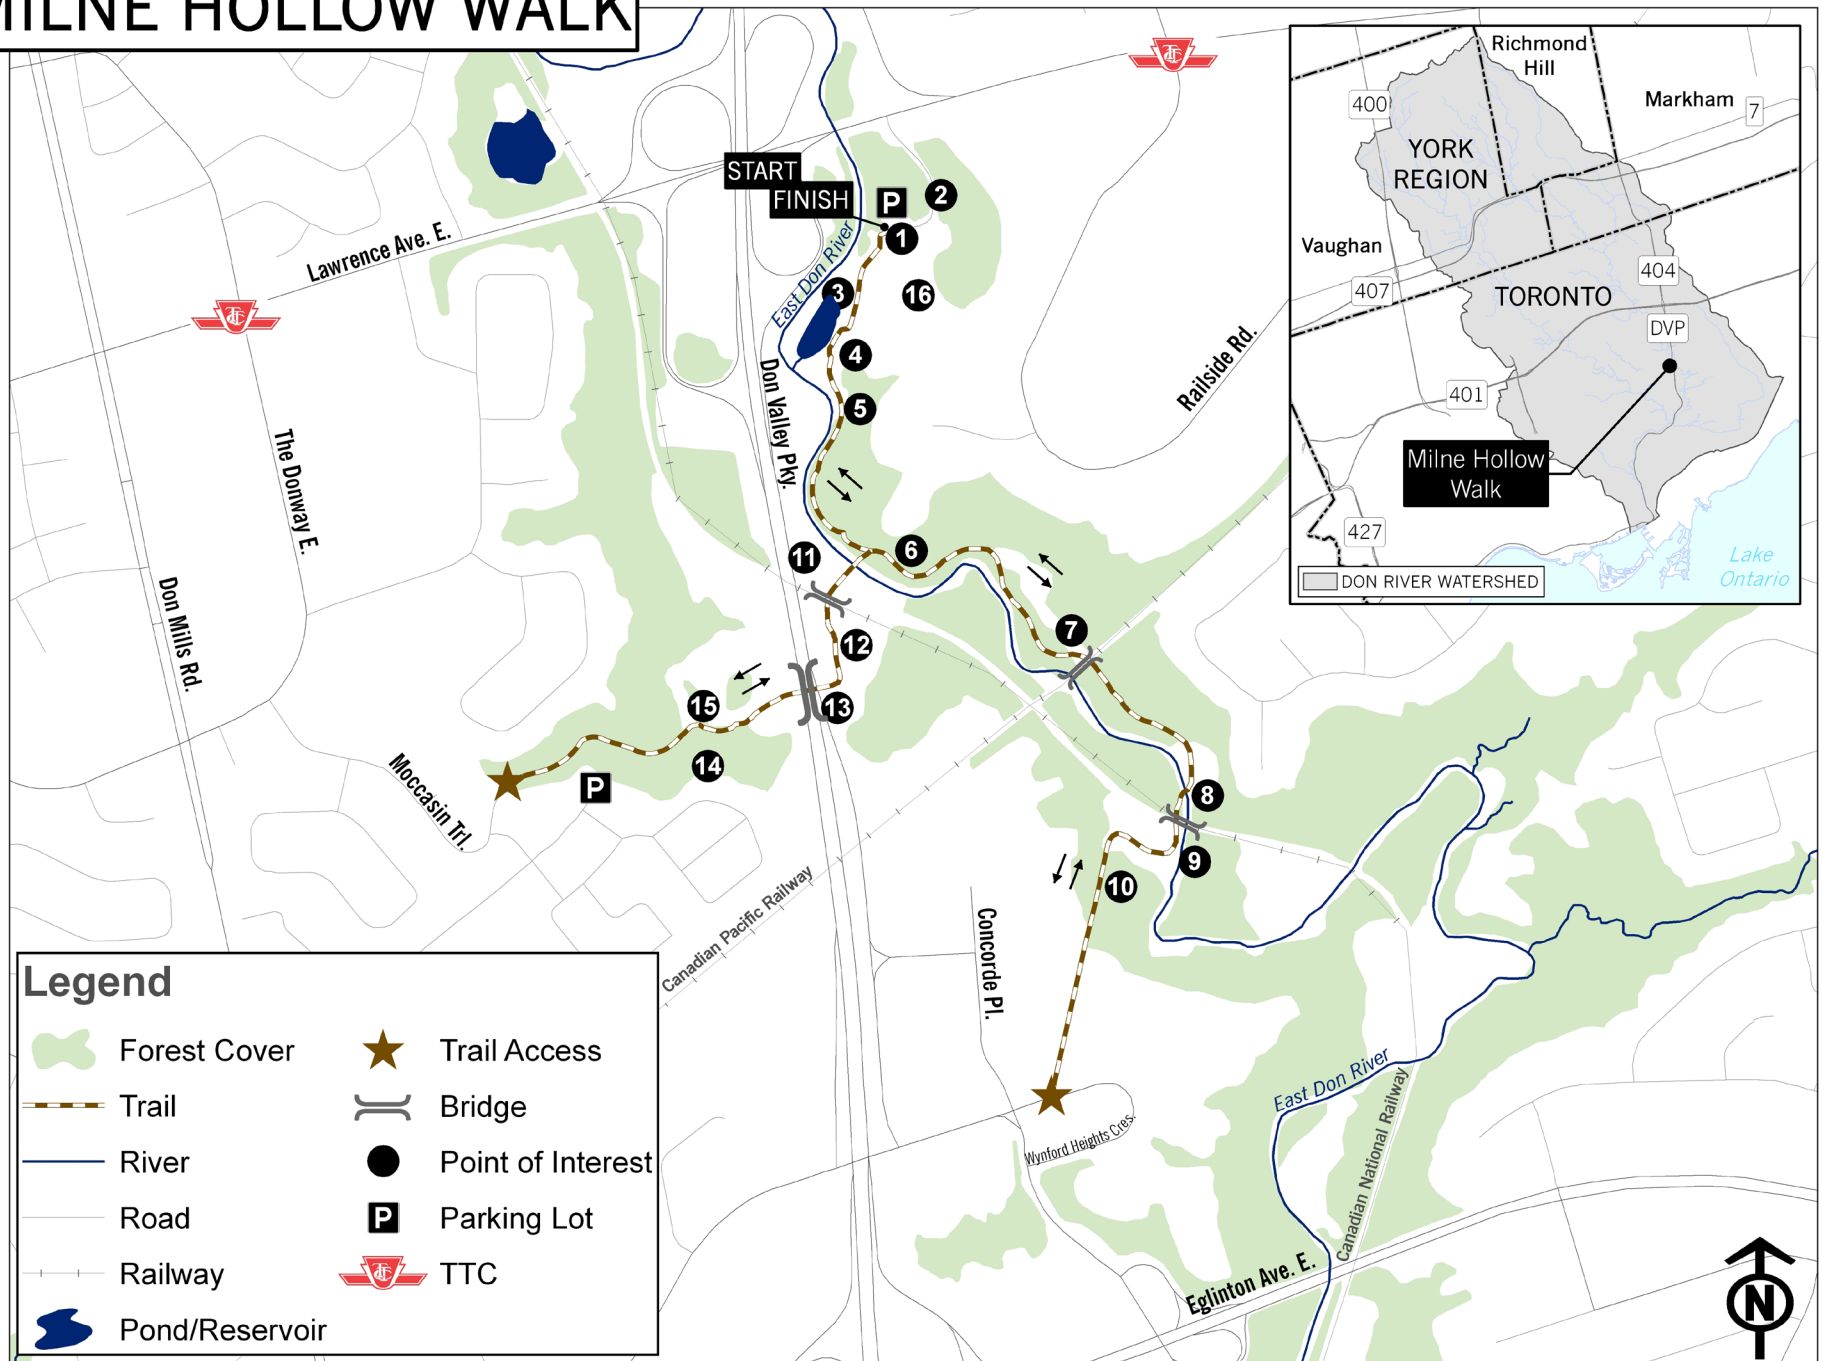 MILNE HOLLOW WALK
Richmond
Hill
Markham
400
7
YORK
REGION
Vaughan
404
407
TORONTO
DVP
401
Milne Hollow
Walk
427
Lake
Ontario
DON RIVER WATERSHED
START
FINISH
P
2
1
Lawrence Ave. E.
East Don River
3
16
4
5
Railside Rd.
Don Valley Pky.
The Donway E.
Don Mills Rd.
11
6
7
12
15
13
14
P
Moccasin Trl.
8
9
10
Canadian Pacific Railway
Concorde Pl.
Wynford Heights Cres.
East Don River
Canadian National Railway
Eglinton Ave. E.
N
Legend
Forest Cover
Trail Access
Trail
Bridge
River
Point of Interest
Road
P
Parking Lot
Railway
TTC
Pond/Reservoir